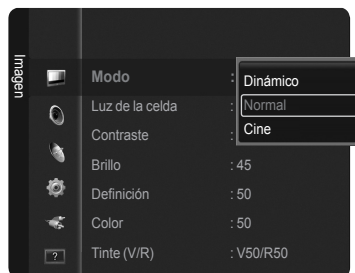 Imagen
Modo :
Dinámico
Luz de la celda :
Normal
Contraste :
Cine
Brillo : 45
Definición : 50
Color : 50
Tinte (V/R) : V50/R50
?